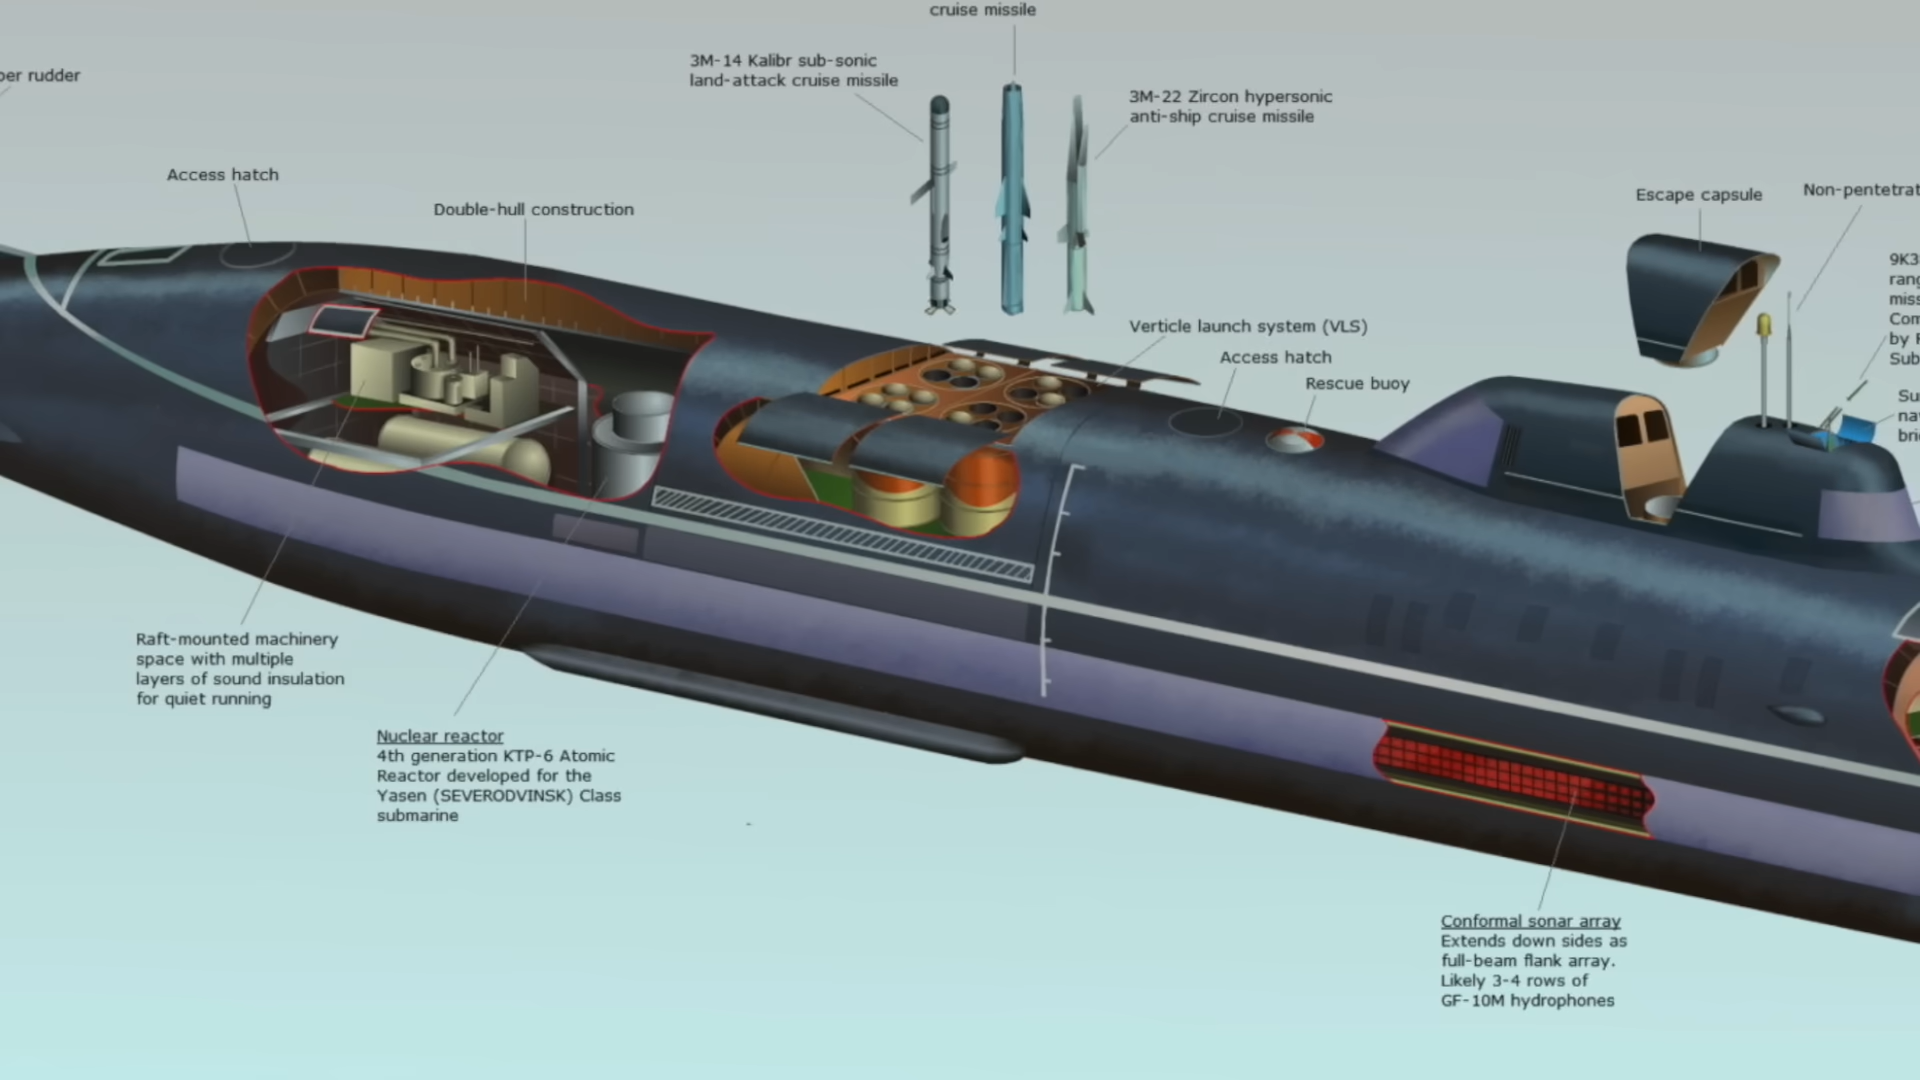 cruise missile
3M-14 Kalibr sub-sonic
land-attack cruise missile
rudder
3M-22 Zircon hypersonic
anti-ship cruise missile
Access hatch
Double-hull construction
Escape capsule
9K3
Verticle launch system (VLS)
Access hatch
Rescue buoy
by
Raft-mounted machinery
space with multiple
layers of sound insulation
for quiet running
Nuclear reactor
4th generation KTP-6 Atomic
Reactor developed for the
Yasen (SEVERODVINSK) Class
submarine
Conformal sonar array
Extends down sides as
full-beam flank array.
Likely 3-4 rows of
GF-10M hydrophones